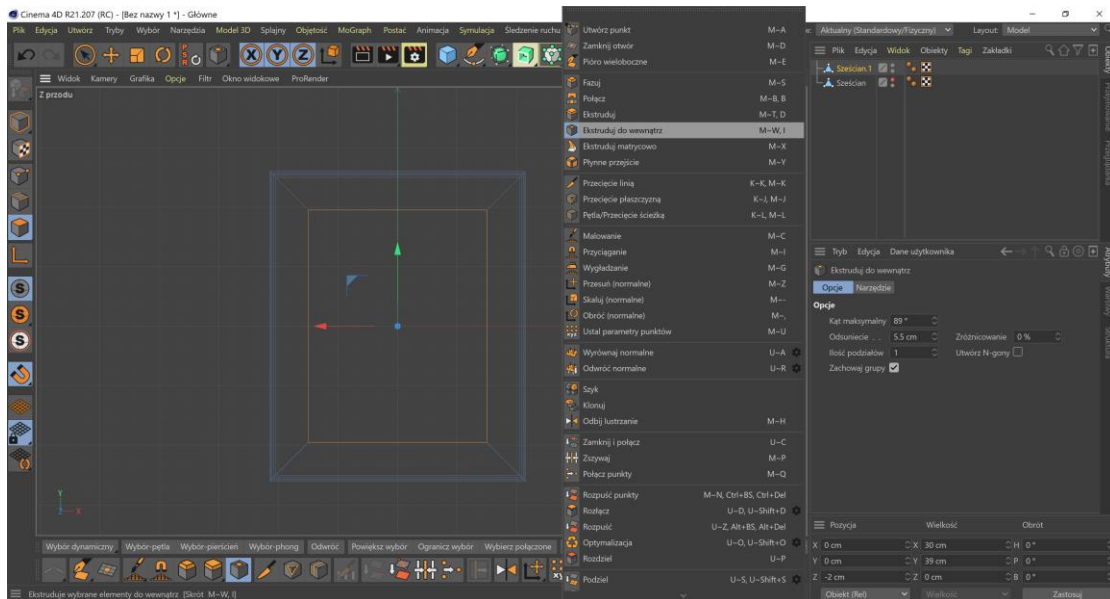 Cinema 4D R21.207 (RC) - [Bez nazwy 1 *] - Główne
Plik Edycja Utwórz Tryby Wybór Narzędzia Model 3D Splajny Objętość MoGraph Postać Animacja Symulacja Śledzenie ruchu
Aktualny (Standardowy/Fizyczny) Layout: Model
Widok Kamery Grafika Opcje Filtr Okno widokowe ProRender
Z przodu
Y
X
Wybór dynamiczny Wybór-pętla Wybór-pierścień Wybór-phong Odwróć Powiększ wybór Ogranicz wybór Wybierz połączone
Ekstruduje wybrane elementy do wewnątrz [Skrót M~W, I]
Utwórz punkt M~A
Zamknij otwór M~D
Pióro wieloboczne M~E
Fazuj M~S
Połącz M~B, B
Ekstruduj M~T, D
Ekstruduj do wewnątrz M~W, I
Ekstruduj matrycowo M~X
Płynne przejście M~Y
Przecięcie linią K~K, M~K
Przecięcie płaszczyzną K~J, M~J
Pętla/Przecięcie ścieżką K~L, M~L
Malowanie M~C
Przyciąganie M~I
Wygładzanie M~G
Przesuń (normalne) M~Z
Skaluj (normalne) M~-
Obróć (normalne) M~,
Ustal parametry punktów M~U
Wyrównaj normalne U~A
Odwróć normalne U~R
Szyk
Klonuj
Odbij lustrzanie M~H
Zamknij i połącz U~C
Zszywaj M~P
Połącz punkty M~Q
Rozpuść punkty M~N, Ctrl+BS, Ctrl+Del
Rozłącz U~D, U~Shift+D
Rozpuść U~Z, Alt+BS, Alt+Del
Optymalizacja U~O, U~Shift+O
Rozdziel U~P
Podziel U~S, U~Shift+S
Plik Edycja Widok Obiekty Tagi Zakładki
Sześcian.1
Sześcian
Tryb Edycja Dane użytkownika
Ekstruduj do wewnątrz
Opcje Narzędzie
Opcje
Kąt maksymalny 89 °
Odsuniecie . . 5.5 cm Zróżnicowanie 0 %
Ilość podziałów 1 Utwórz N-gony
Zachowaj grupy
Pozycja Wielkość Obrót
X 0 cm X 30 cm H 0 °
Y 0 cm Y 39 cm P 0 °
Z -2 cm Z 0 cm B 0 °
Obiekt (Rel) Wielkość Zastosuj